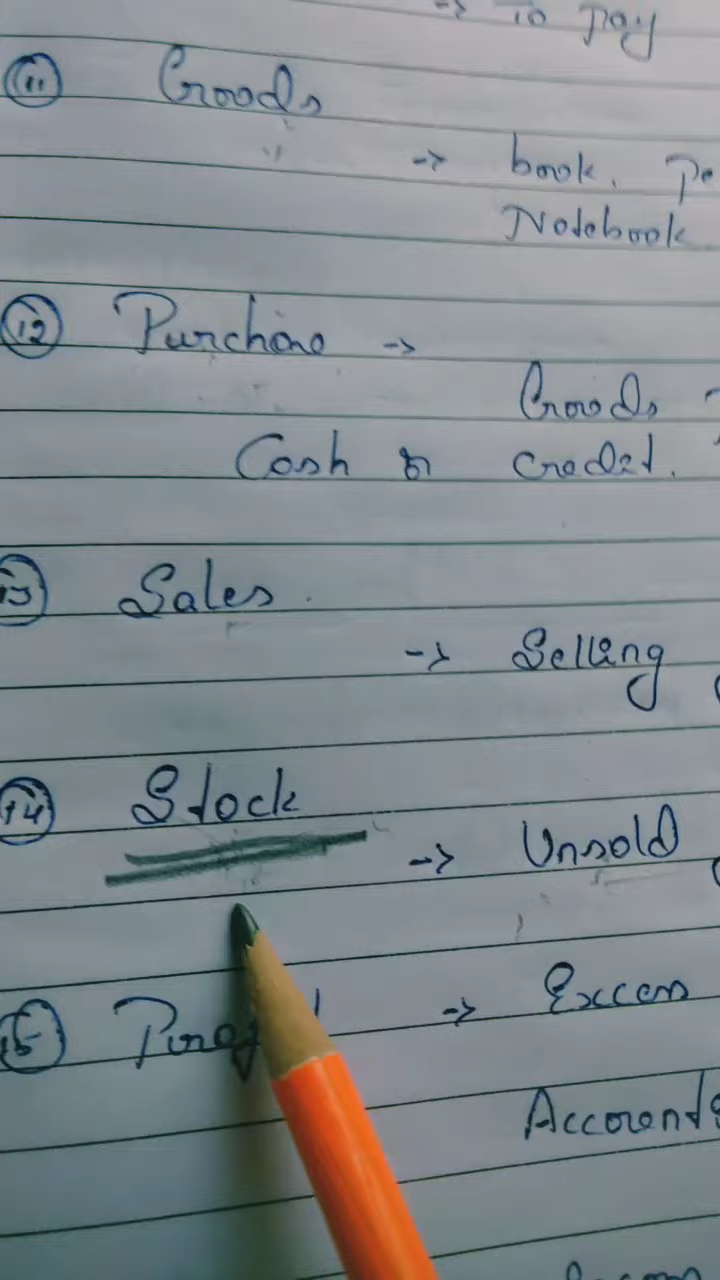 -> To pay
11 Goods
-> book. Pe
Notebook
12 Purchase ->
Goods
Cash or credit.
13 Sales.
-> Selling
14 Stock
-> Unsold
15 -> Excess